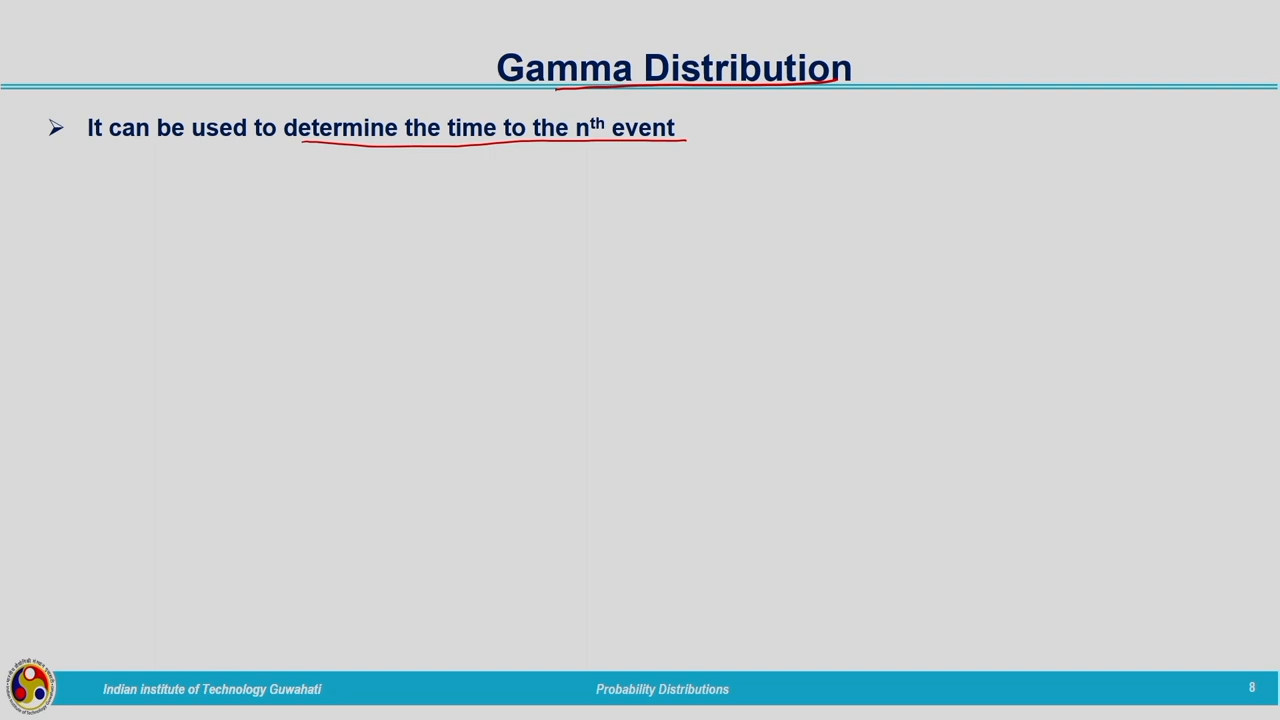 Gamma Distribution
➢ It can be used to determine the time to the nth event
Indian institute of Technology Guwahati
Probability Distributions
8